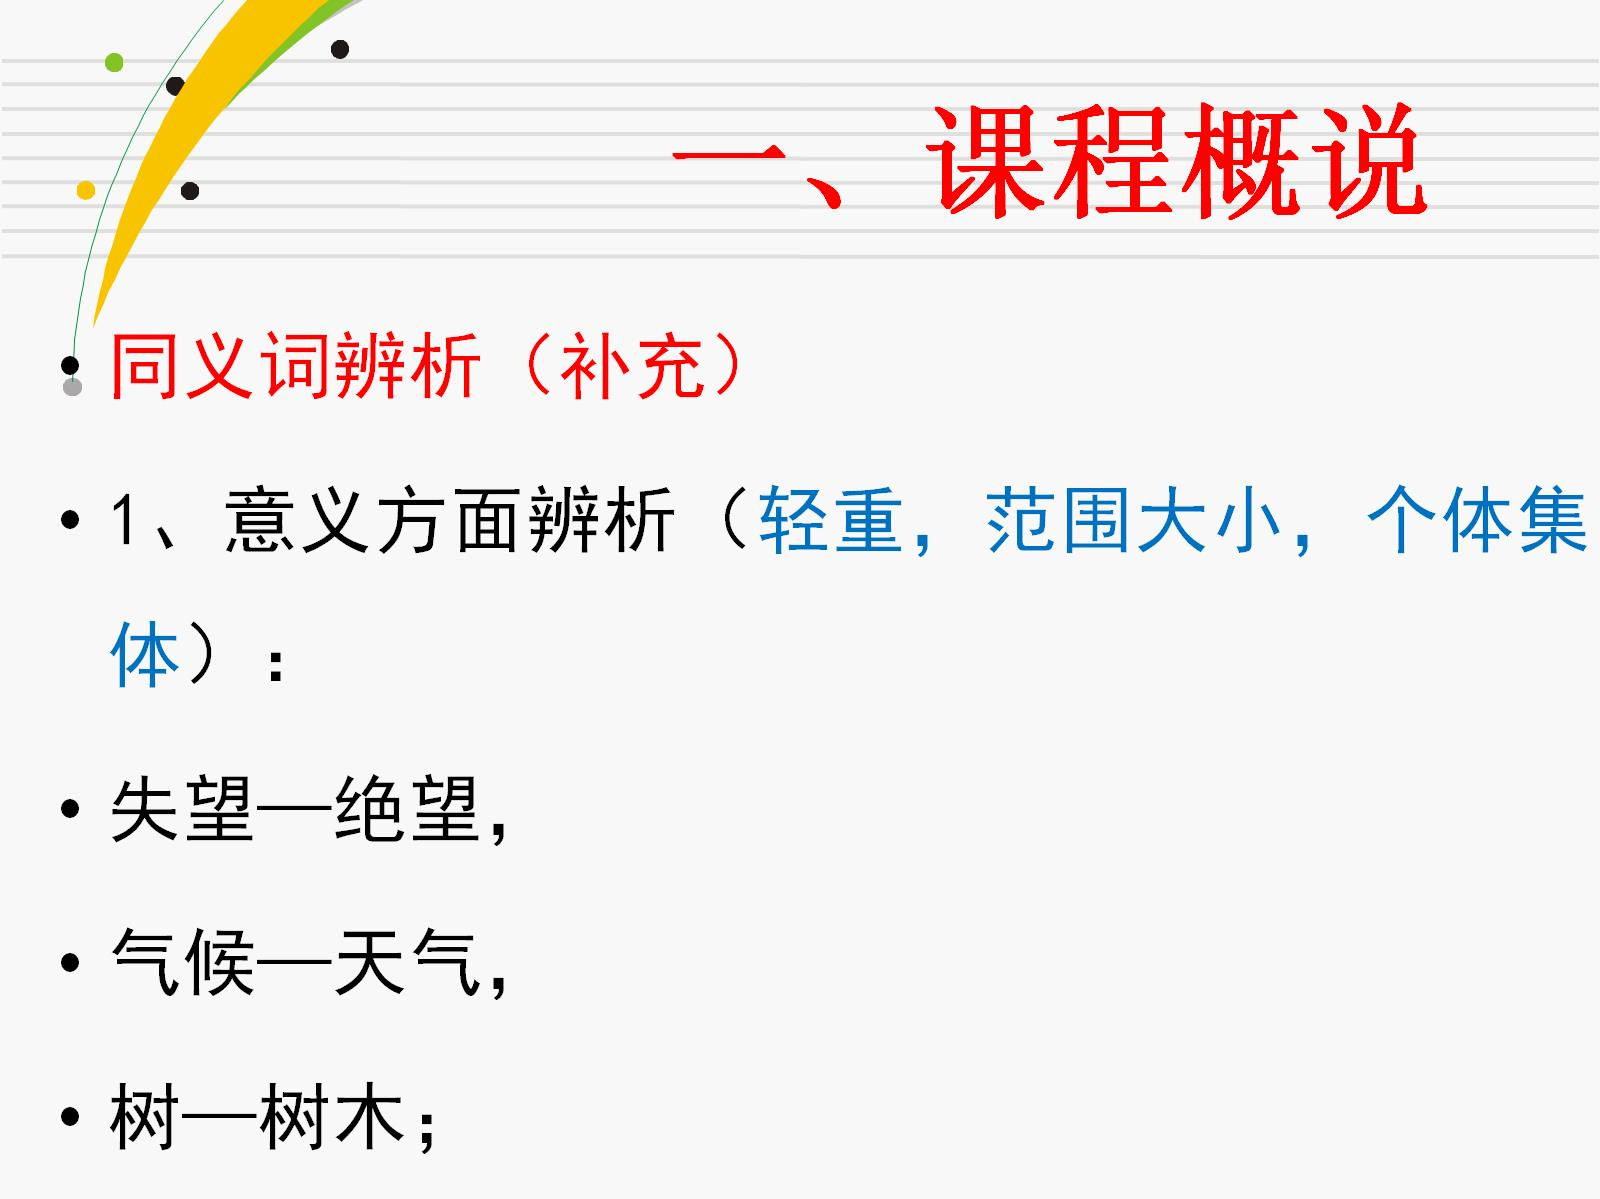 一、课程概说
同义词辨析（补充）
1、意义方面辨析（轻重，范围大小，个体集
体）：
失望—绝望，
气候—天气，
树—树木；